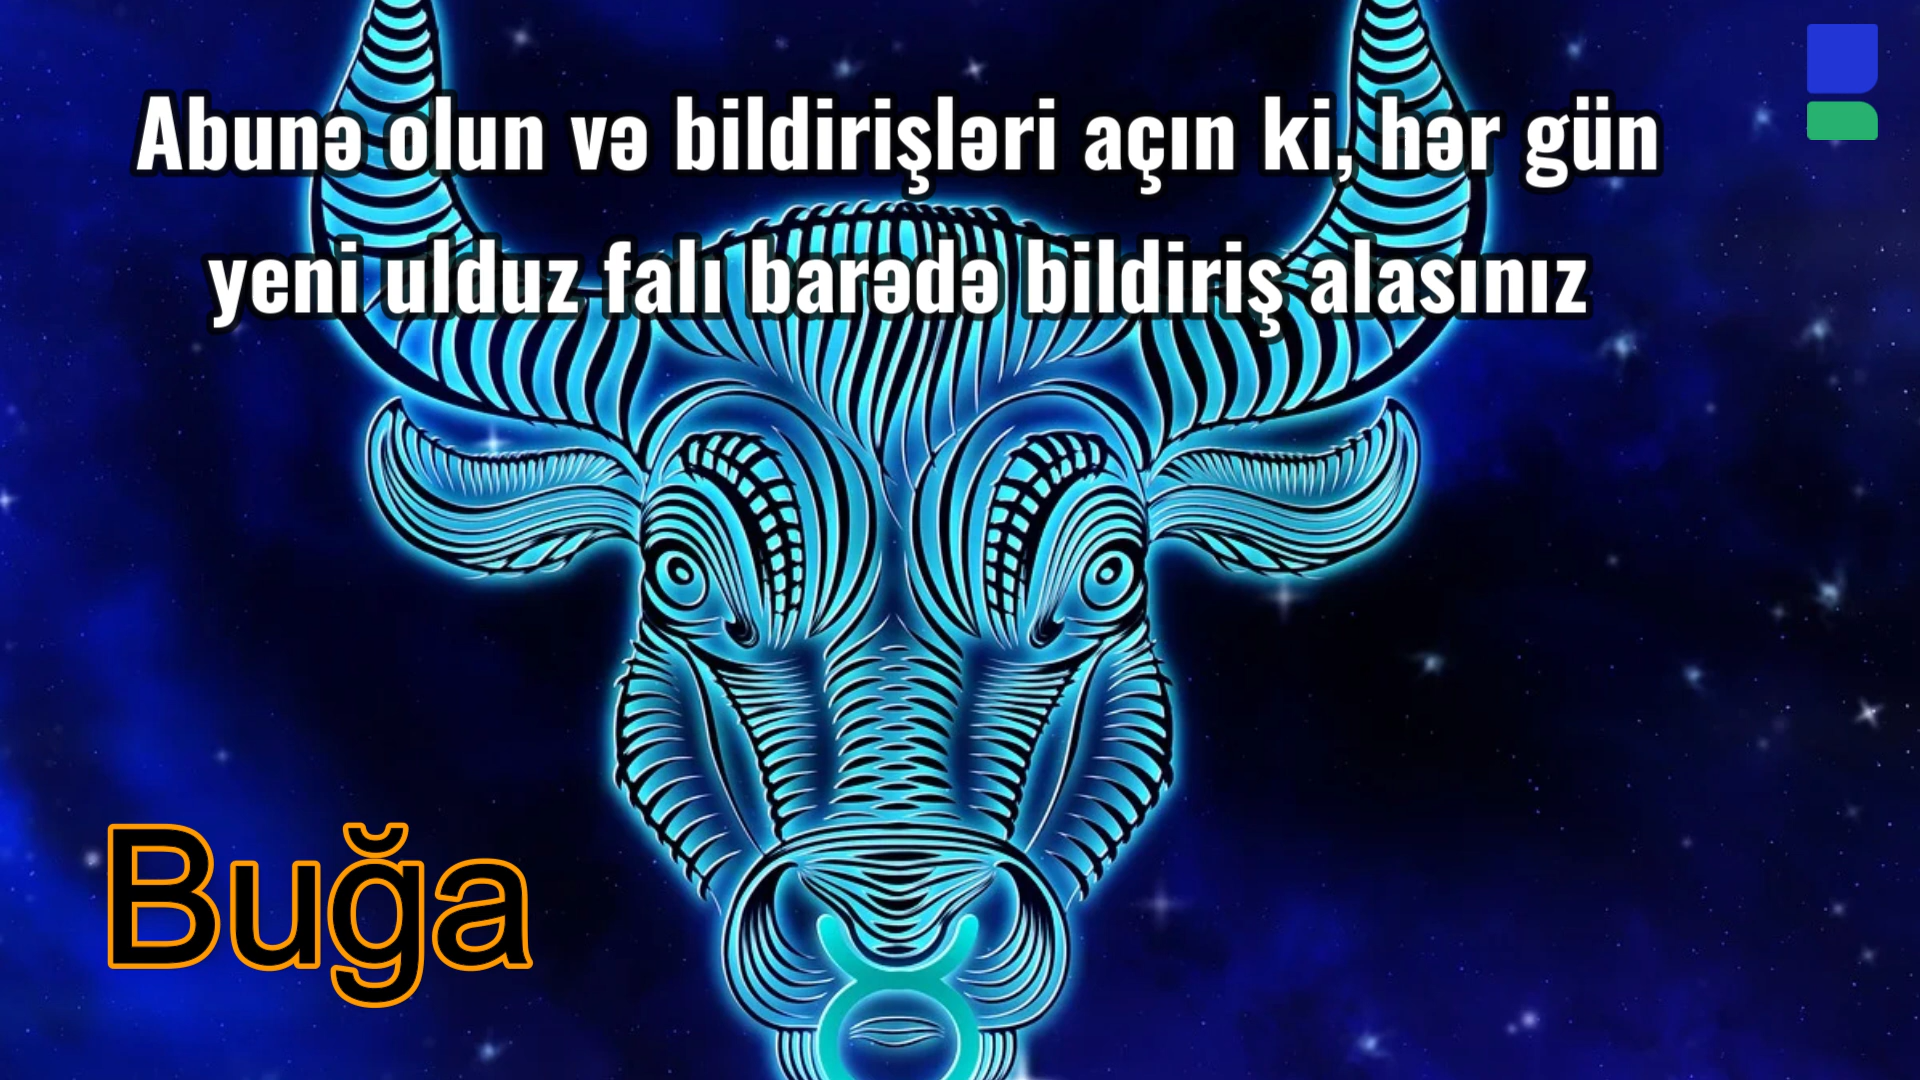 Abunə olun və bildirişləri açın ki, hər gün
yeni ulduz falı barədə bildiriş alasınız
Buğa